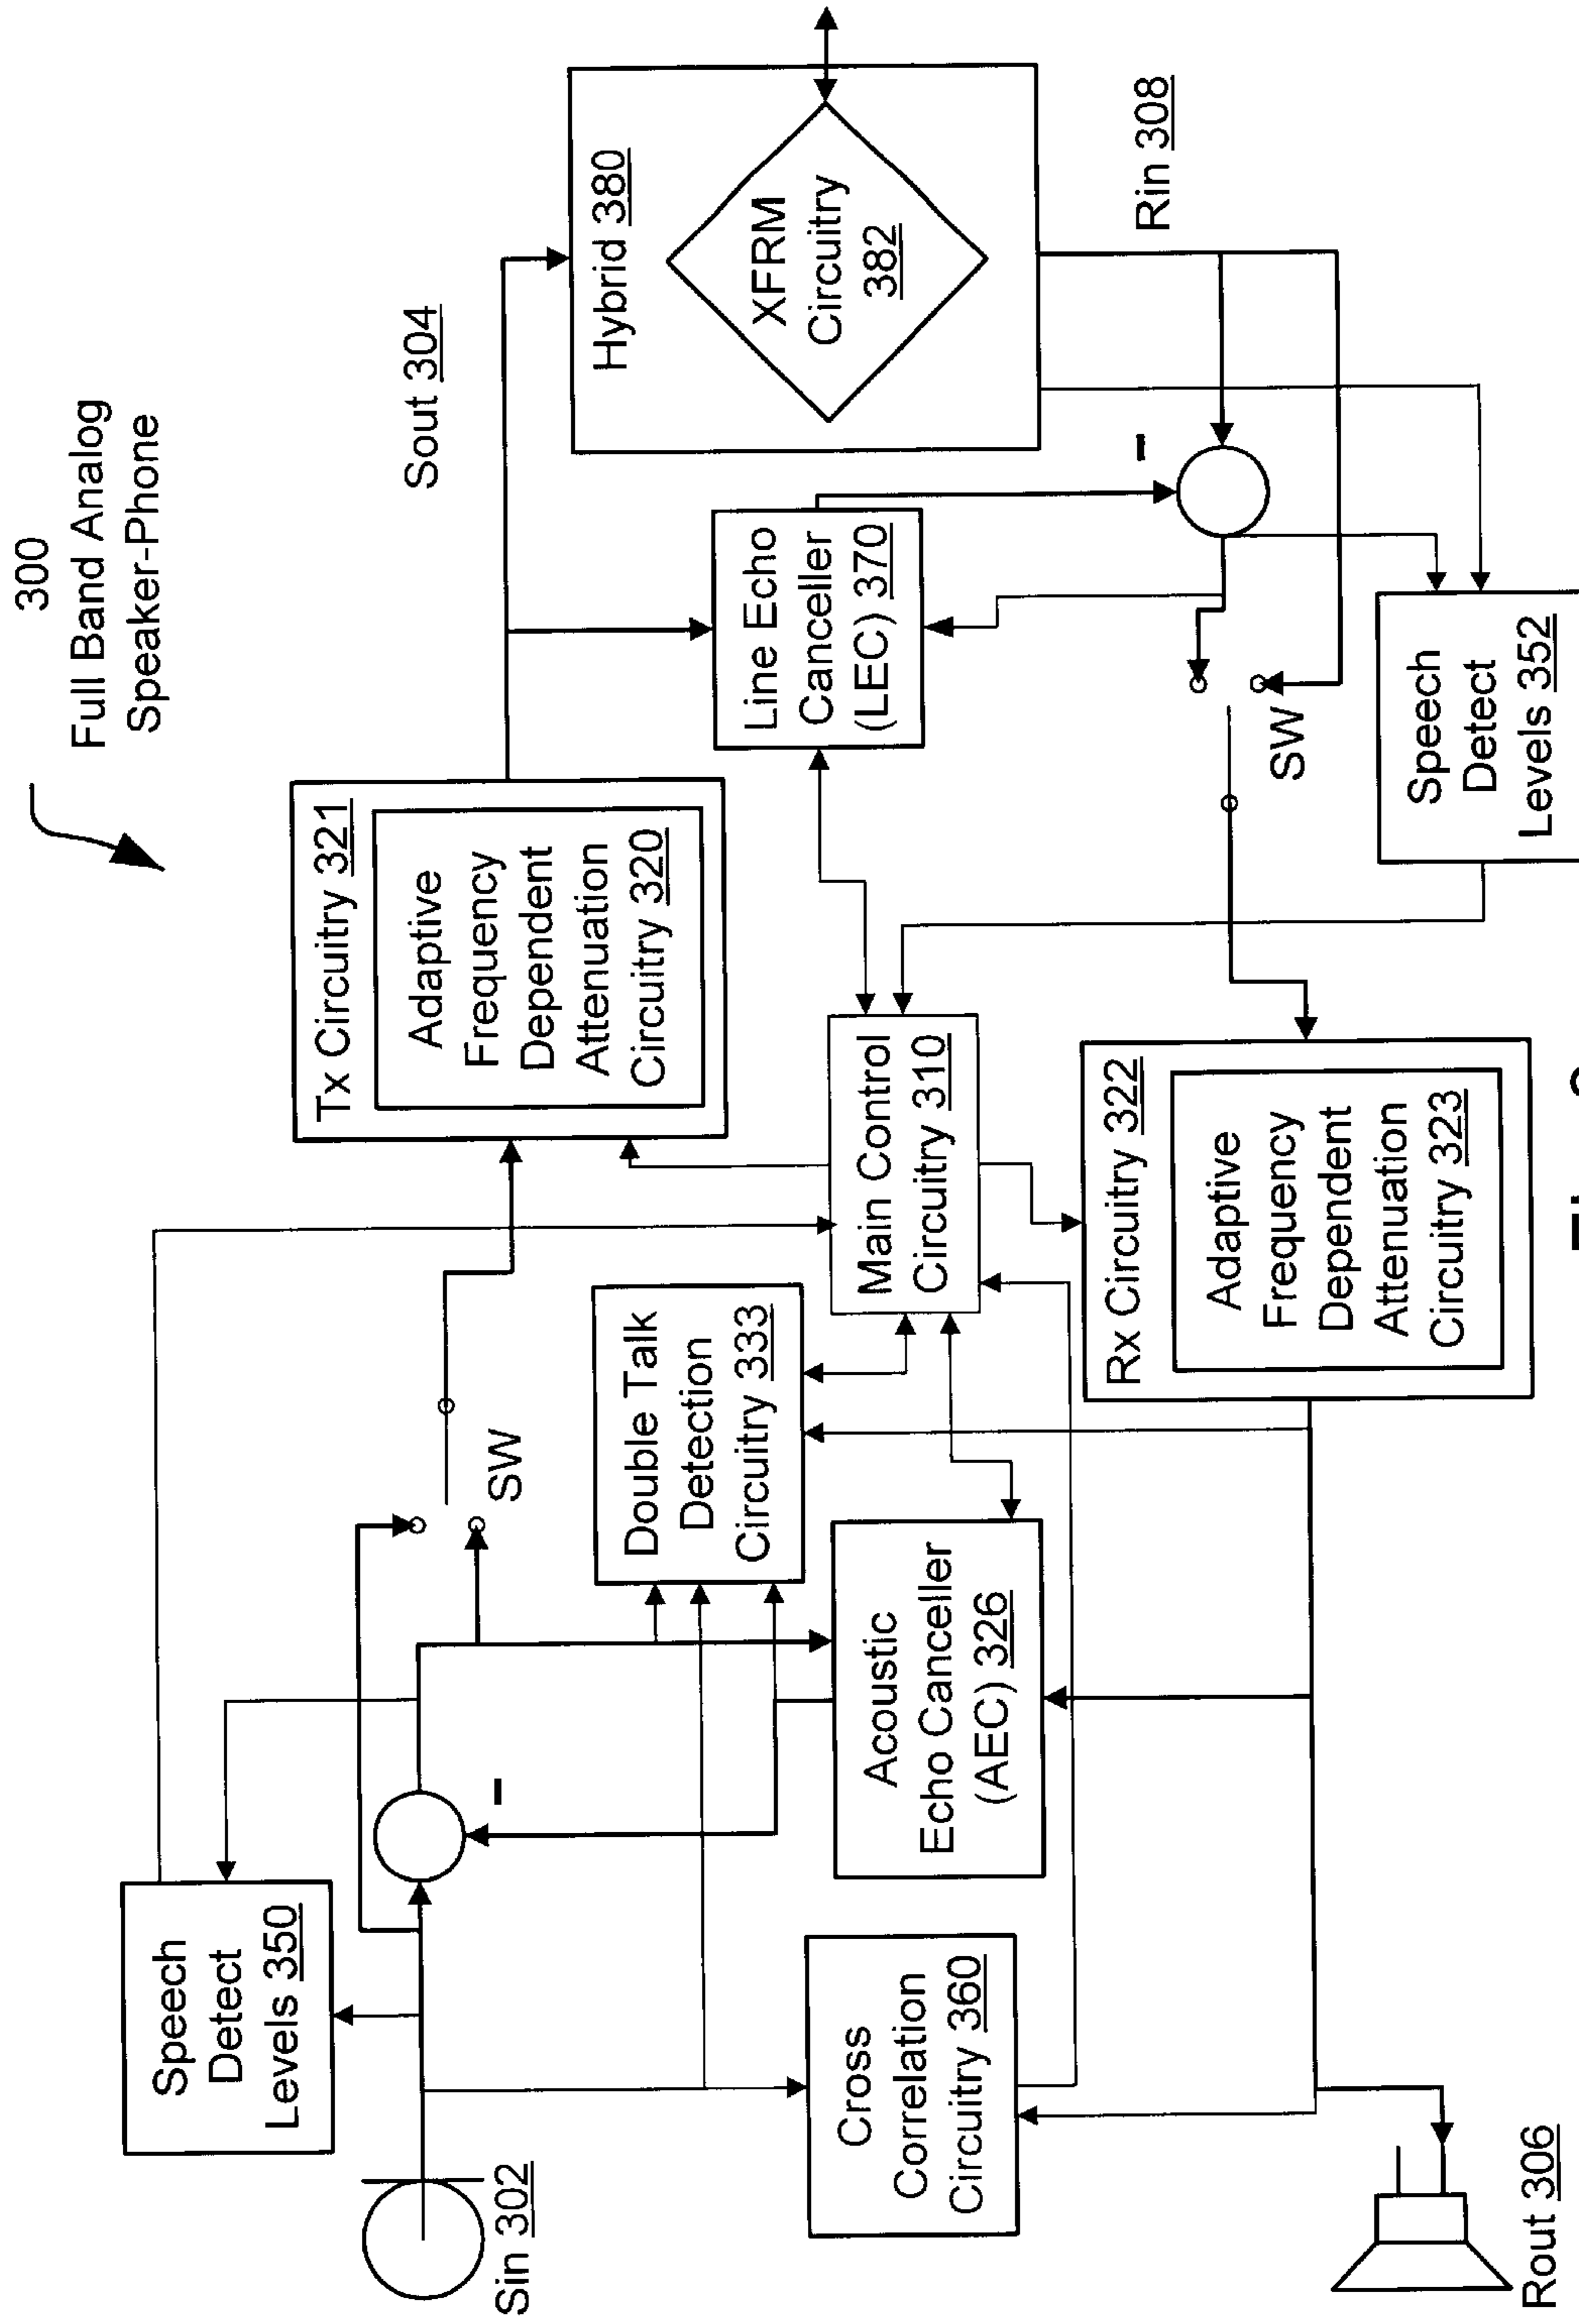 300
Full Band Analog
Speaker-Phone
Speech
Detect
Levels 350
Sin 302
SW
Tx Circuitry 321
Adaptive
Frequency
Dependent
Attenuation
Circuitry 320
Sout 304
Hybrid 380
XFRM
Circuitry
382
Double Talk
Detection
Circuitry 333
Line Echo
Canceller
(LEC) 370
Cross
Correlation
Circuitry 360
Acoustic
Echo Canceller
(AEC) 326
Main Control
Circuitry 310
Rin 308
SW
Rx Circuitry 322
Adaptive
Frequency
Dependent
Attenuation
Circuitry 323
Speech
Detect
Levels 352
Rout 306